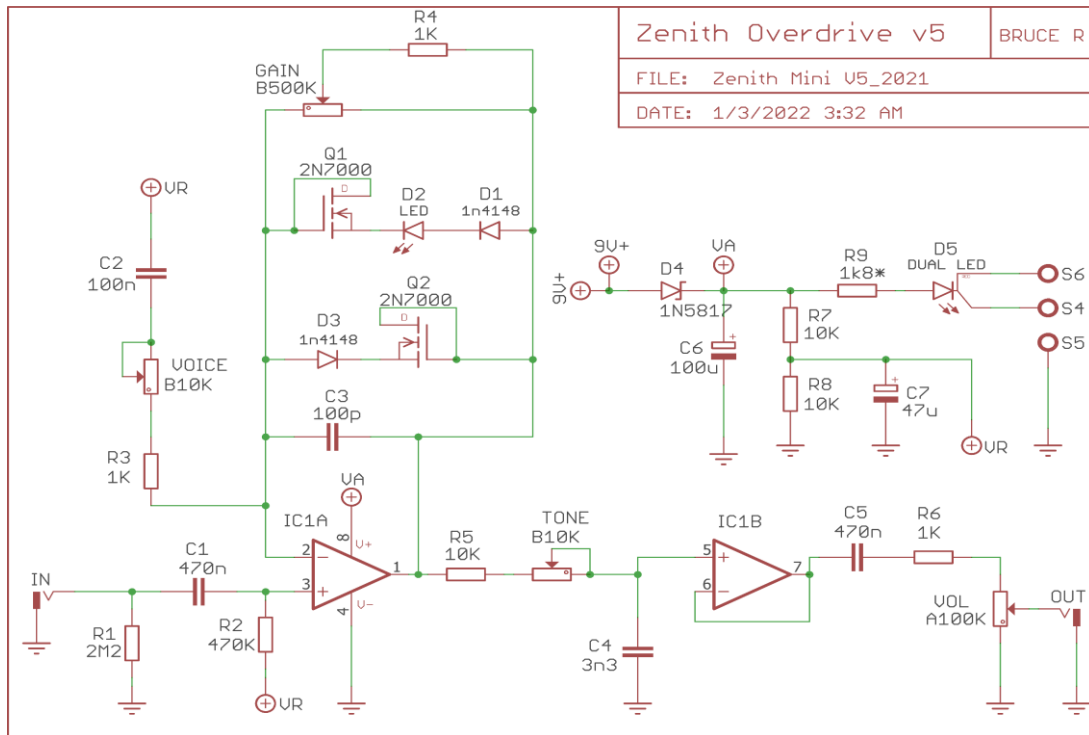 Zenith Overdrive v5
BRUCE R
FILE: Zenith Mini V5_2021
DATE: 1/3/2022 3:32 AM
R4
1K
GAIN
B500K
Q1
2N7000
D
D2
LED
D1
1n4148
VR
C2
100n
Q2
2N7000
D
D3
1n4148
VOICE
B10K
C3
100p
R3
1K
9V+
9V+
D4
1N5817
VA
R9
1k8*
D5
DUAL LED
S6
S4
S5
R7
10K
C6
100u
+
R8
10K
C7
47u
+
VR
IC1A
VA
8
V+
2
-
3
+
1
4
V-
IN
C1
470n
R1
2M2
R2
470K
VR
R5
10K
TONE
B10K
C4
3n3
IC1B
5
+
6
-
7
C5
470n
R6
1K
VOL
A100K
OUT